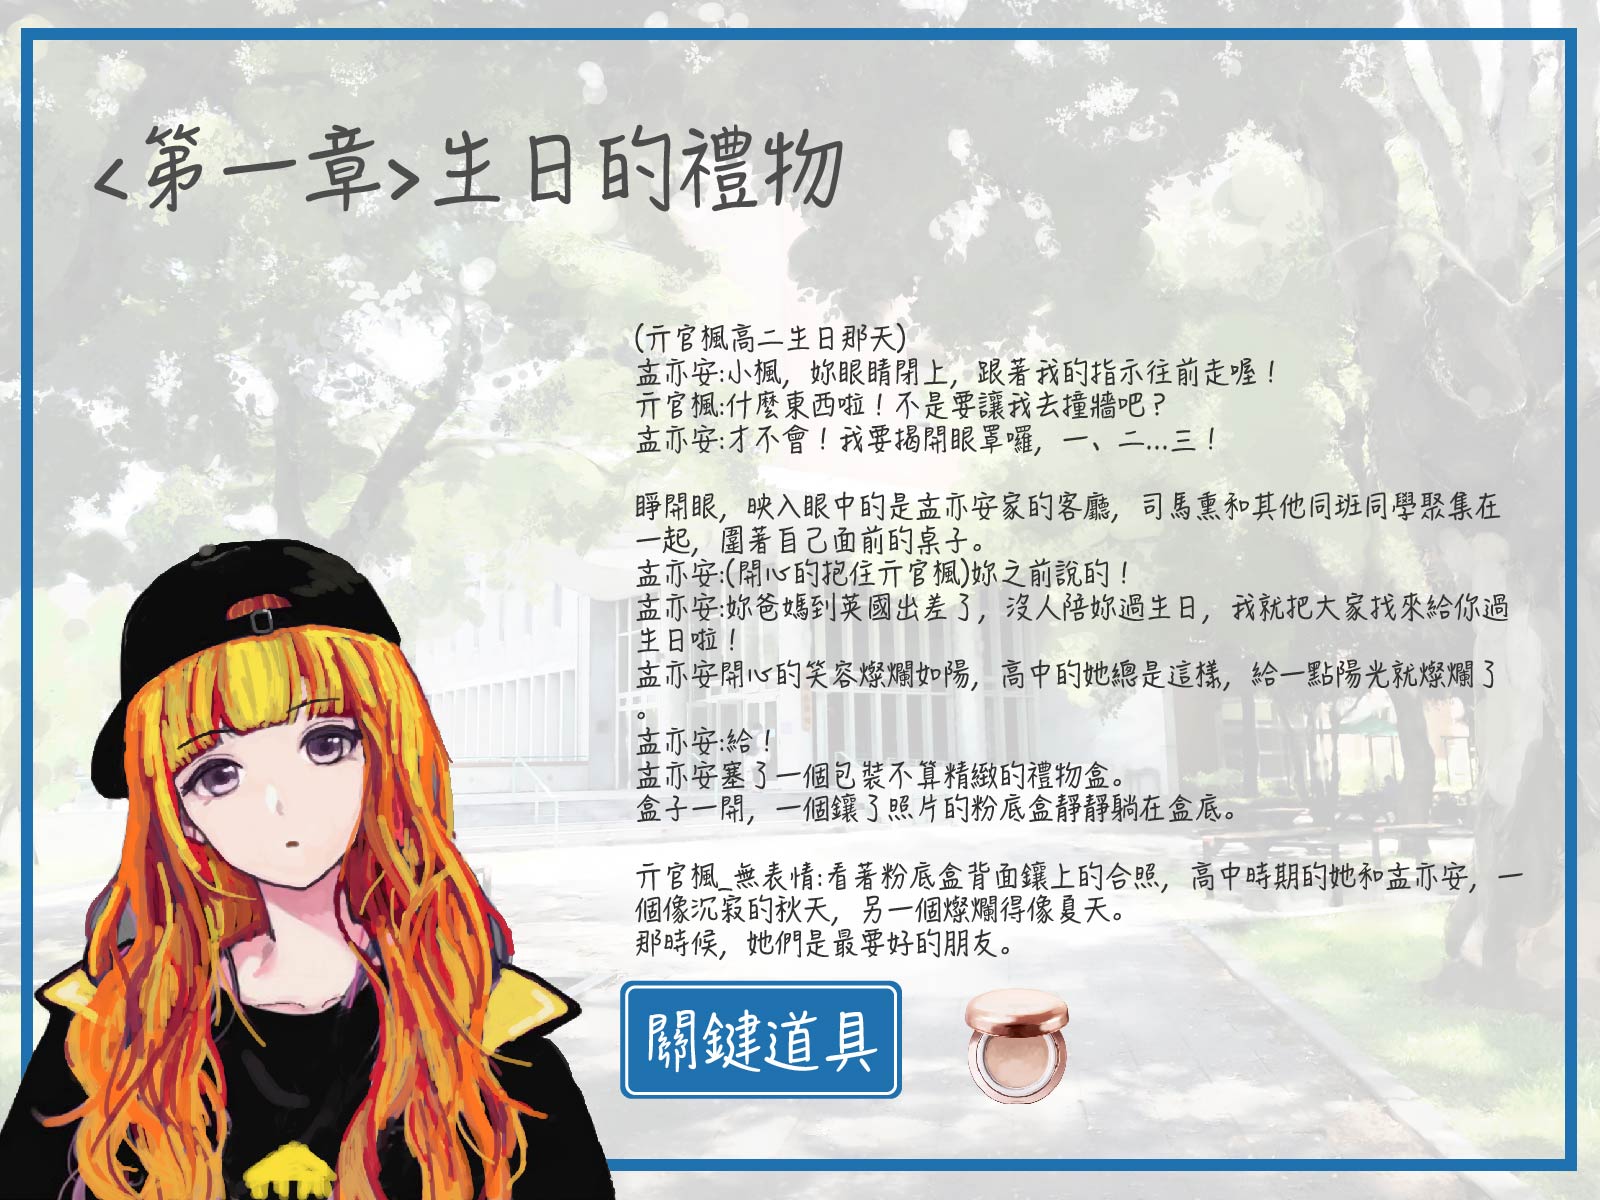 <第一章>生日的禮物
(亓官楓高二生日那天)
孟亦安:小楓，妳眼睛閉上，跟著我的指示往前走喔！
亓官楓:什麼東西啦！不是要讓我去撞牆吧？
孟亦安:才不會！我要揭開眼罩囉，一、二...三！
睜開眼，映入眼中的是孟亦安家的客廳，司馬熏和其他同班同學聚集在
一起，圍著自己面前的桌子。
孟亦安:(開心的抱住亓官楓)妳之前說的！
孟亦安:妳爸媽到英國出差了，沒人陪妳過生日，我就把大家找來給你過
生日啦！
孟亦安開心的笑容燦爛如陽，高中的她總是這樣，給一點陽光就燦爛了
。
孟亦安:給！
孟亦安塞了一個包裝不算精緻的禮物盒。
盒子一開，一個鑲了照片的粉底盒靜靜躺在盒底。
亓官楓_無表情:看著粉底盒背面鑲上的合照，高中時期的她和孟亦安，一
個像沉寂的秋天，另一個燦爛得像夏天。
那時候，她們是最要好的朋友。
關鍵道具